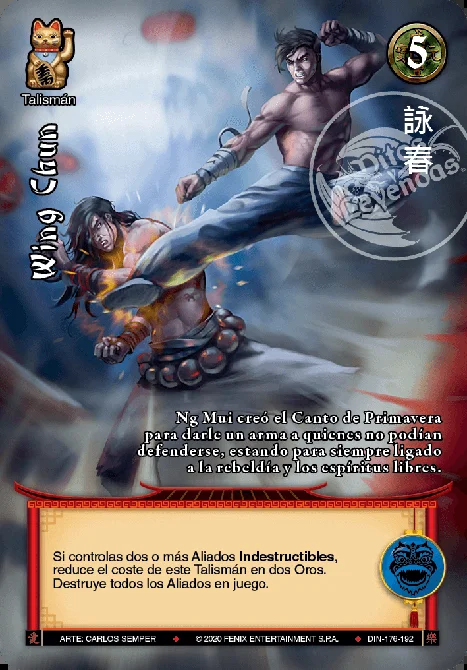 5
Talismán
Wing Chun
詠春
Mitos y
Leyendas
Ng Mui creó el Canto de Primavera
para darle un arma a quienes no podían
defenderse, estando para siempre ligado
a la rebeldía y los espíritus libres.
Si controlas dos o más Aliados Indestructibles,
reduce el coste de este Talismán en dos Oros.
Destruye todos los Aliados en juego.
ARTE: CARLOS SEMPER ♦ © 2020 FENIX ENTERTAINMENT S.P.A. ♦ DIN-176-192